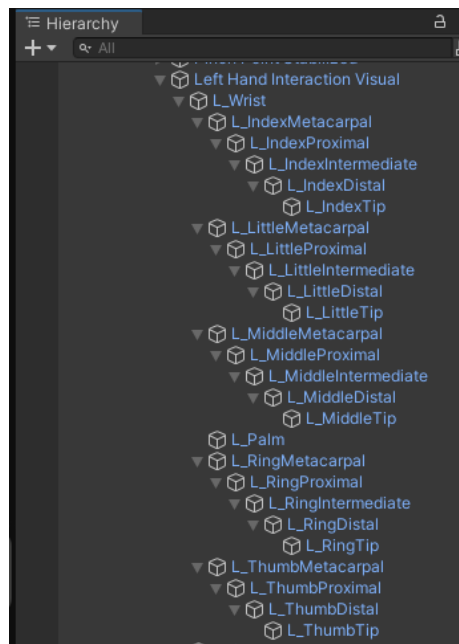 Hierarchy
All
Left Hand Interaction Visual
L_Wrist
L_IndexMetacarpal
L_IndexProximal
L_IndexIntermediate
L_IndexDistal
L_IndexTip
L_LittleMetacarpal
L_LittleProximal
L_LittleIntermediate
L_LittleDistal
L_LittleTip
L_MiddleMetacarpal
L_MiddleProximal
L_MiddleIntermediate
L_MiddleDistal
L_MiddleTip
L_Palm
L_RingMetacarpal
L_RingProximal
L_RingIntermediate
L_RingDistal
L_RingTip
L_ThumbMetacarpal
L_ThumbProximal
L_ThumbDistal
L_ThumbTip